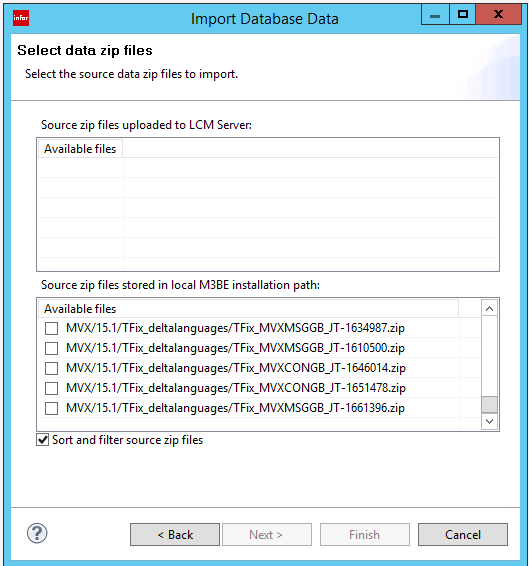 infor
Import Database Data
Select data zip files
Select the source data zip files to import.
Source zip files uploaded to LCM Server:
Available files
Source zip files stored in local M3BE installation path:
Available files
MVX/15.1/TFix_deltalanguages/TFix_MVXMSGGB_JT-1634987.zip
MVX/15.1/TFix_deltalanguages/TFix_MVXMSGGB_JT-1610500.zip
MVX/15.1/TFix_deltalanguages/TFix_MVXCONGB_JT-1646014.zip
MVX/15.1/TFix_deltalanguages/TFix_MVXCONGB_JT-1651478.zip
MVX/15.1/TFix_deltalanguages/TFix_MVXMSGGB_JT-1661396.zip
Sort and filter source zip files
? < Back Next > Finish Cancel